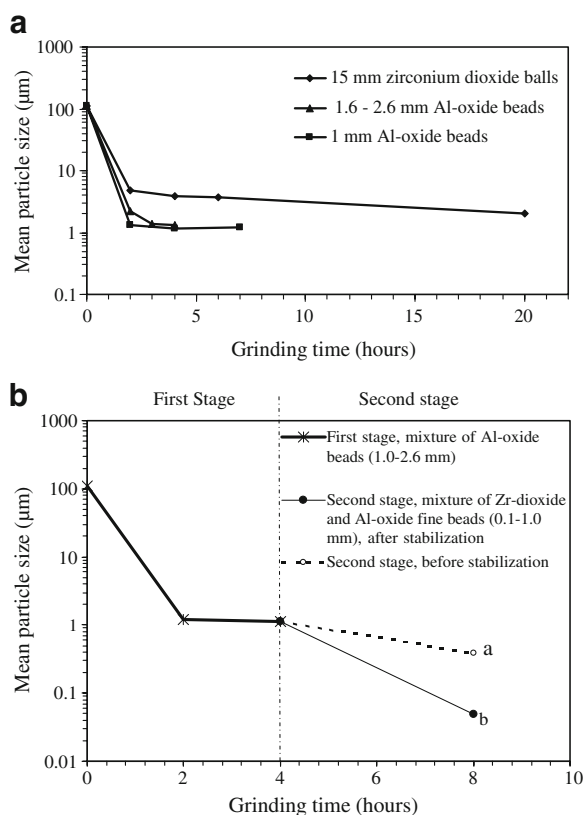 a
1000
100
10
1
0.1
Mean particle size (µm)
15 mm zirconium dioxide balls
1.6 - 2.6 mm Al-oxide beads
1 mm Al-oxide beads
0 5 10 15 20
Grinding time (hours)
b
First Stage Second stage
1000
100
10
1
0.1
0.01
Mean particle size (µm)
First stage, mixture of Al-oxide
beads (1.0-2.6 mm)
Second stage, mixture of Zr-dioxide
and Al-oxide fine beads (0.1-1.0
mm), after stabilization
Second stage, before stabilization
a
b
0 2 4 6 8 10
Grinding time (hours)